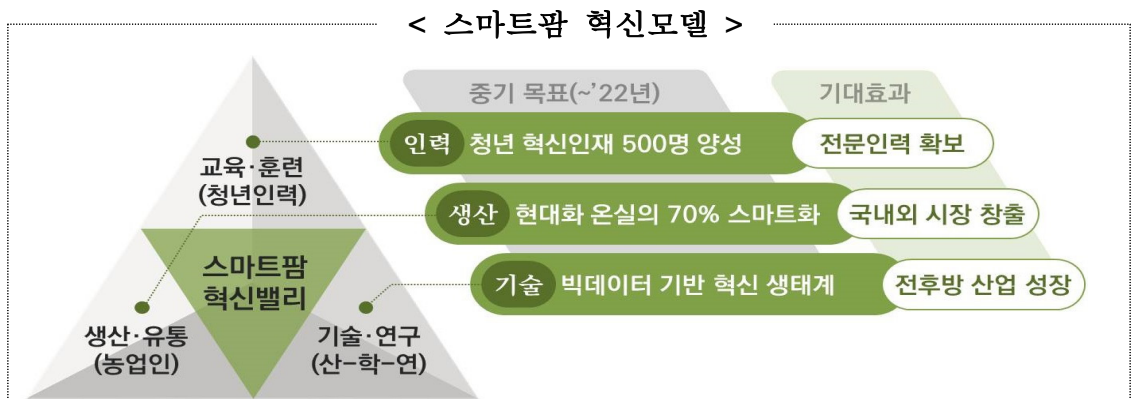 < 스마트팜 혁신모델 >
중기 목표(~’22년)
기대효과
인력 청년 혁신인재 500명 양성
전문인력 확보
교육·훈련
(청년인력)
생산 현대화 온실의 70% 스마트화
국내외 시장 창출
스마트팜
혁신밸리
기술 빅데이터 기반 혁신 생태계
전후방 산업 성장
생산·유통
(농업인)
기술·연구
(산-학-연)